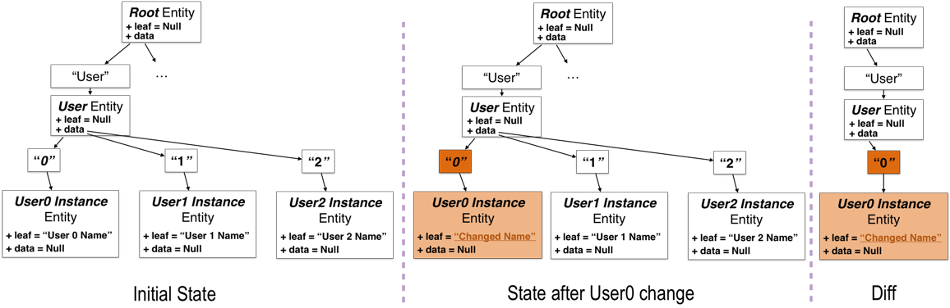 Root Entity
+ leaf = Null
+ data
“User”
...
User Entity
+ leaf = Null
+ data
“0”
“1”
“2”
User0 Instance
Entity
+ leaf = “User 0 Name”
+ data = Null
User1 Instance
Entity
+ leaf = “User 1 Name”
+ data = Null
User2 Instance
Entity
+ leaf = “User 2 Name”
+ data = Null
Initial State
Root Entity
+ leaf = Null
+ data
“User”
...
User Entity
+ leaf = Null
+ data
“0”
“1”
“2”
User0 Instance
Entity
+ leaf = “Changed Name”
+ data = Null
User1 Instance
Entity
+ leaf = “User 1 Name”
+ data = Null
User2 Instance
Entity
+ leaf = “User 2 Name”
+ data = Null
State after User0 change
Root Entity
+ leaf = Null
+ data
“User”
User Entity
+ leaf = Null
+ data
“0”
User0 Instance
Entity
+ leaf = “Changed Name”
+ data = Null
Diff